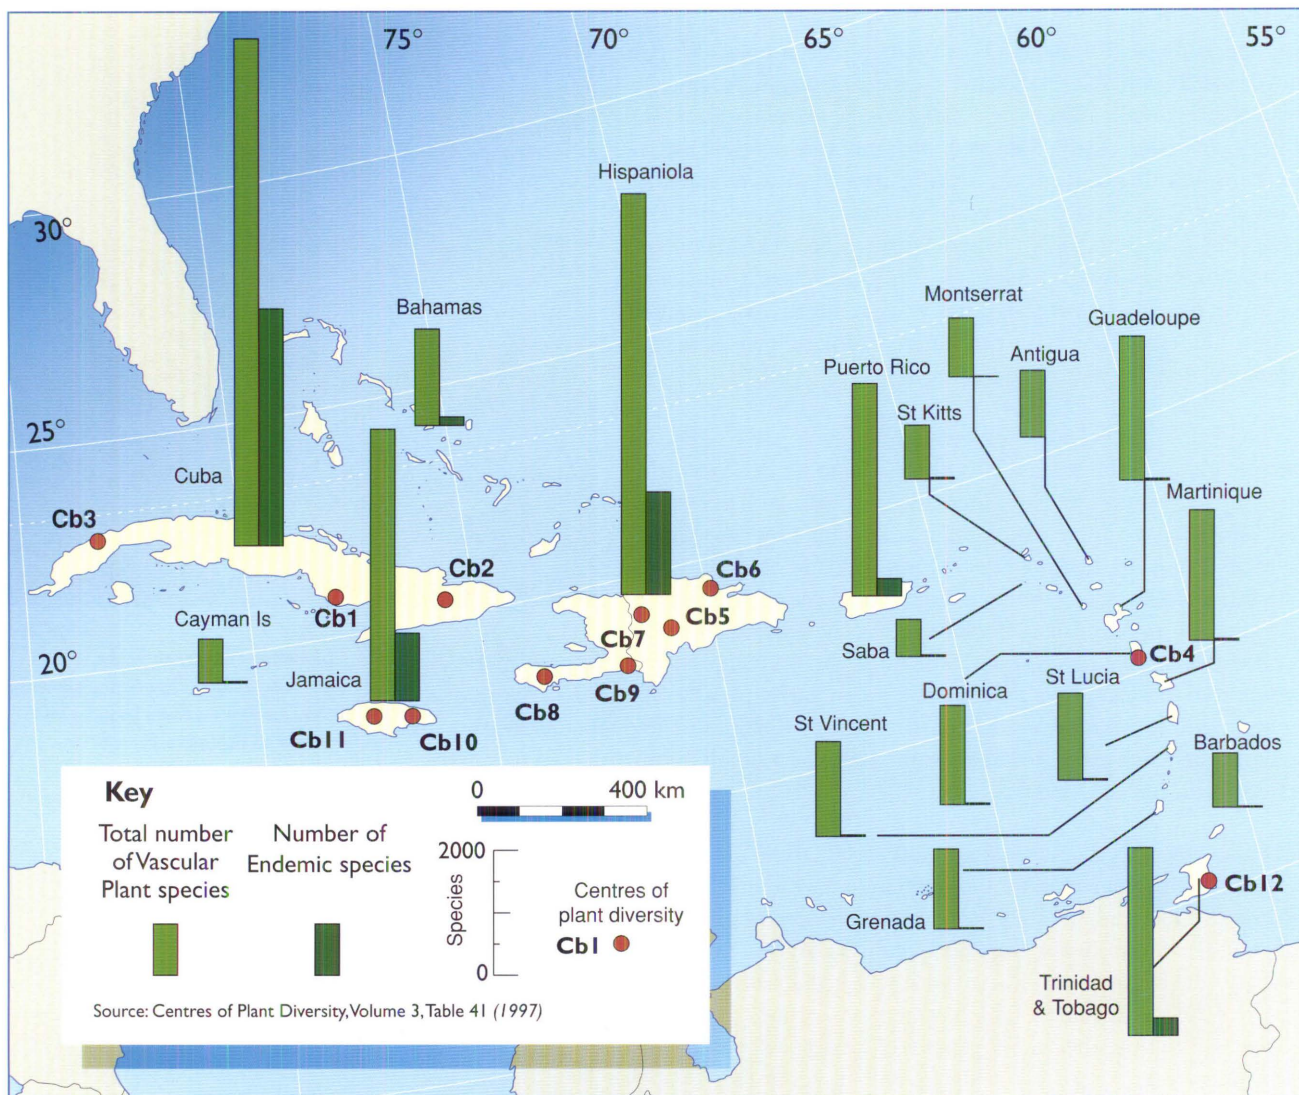 75°
70°
65°
60°
55°
30°
25°
20°
Hispaniola
Bahamas
Montserrat
Guadeloupe
Antigua
Puerto Rico
St Kitts
Cuba
Martinique
Cb3
Cb2
Cb6
Cb1
Cb5
Cayman Is
Cb7
Saba
Cb4
Jamaica
Cb9
Cb8
Dominica
St Lucia
Cb11
Cb10
St Vincent
Barbados
Grenada
Cb12
Trinidad
& Tobago
Key
0 400 km
Total number
of Vascular
Plant species
Number of
Endemic species
2000
Species
0
Centres of
plant diversity
Cb1
Source: Centres of Plant Diversity, Volume 3, Table 41 (1997)